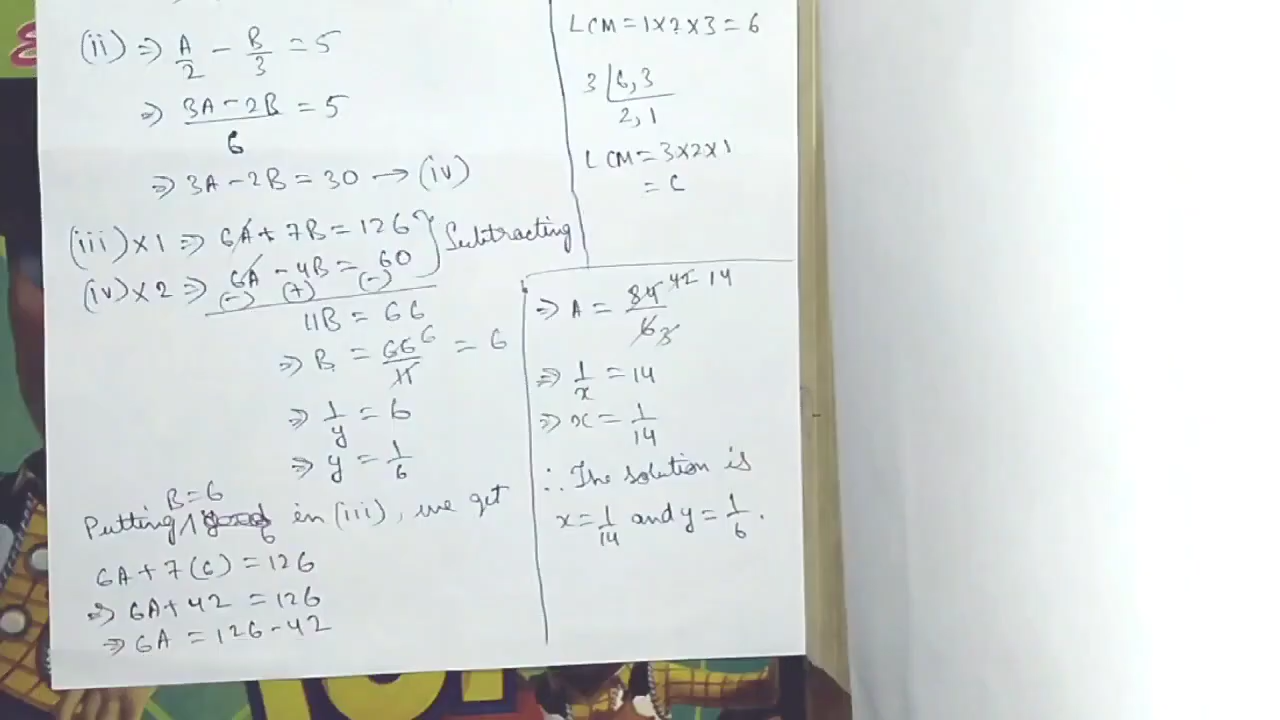 (ii) ⇒ A/2 - B/3 = 5
⇒ 3A-2B/6 = 5
⇒ 3A-2B = 30 → (iv)
(iii)×1 ⇒ 6A + 7B = 126 } Subtracting
(iv)×2 ⇒ 6A - 4B = 60
(-) (+) (-)
11B = 66
⇒ B = 66/11 6 = 6
⇒ 1/y = 6
⇒ y = 1/6
B=6
Putting ∧ in (iii), we get
6A + 7(6) = 126
⇒ 6A + 42 = 126
⇒ 6A = 126-42
LCM = 1×2×3 = 6
3 | 6, 3
2, 1
LCM = 3×2×1
= 6
⇒ A = 84/6 42/3 14
⇒ 1/x = 14
⇒ x = 1/14
∴ The solution is
x = 1/14 and y = 1/6.